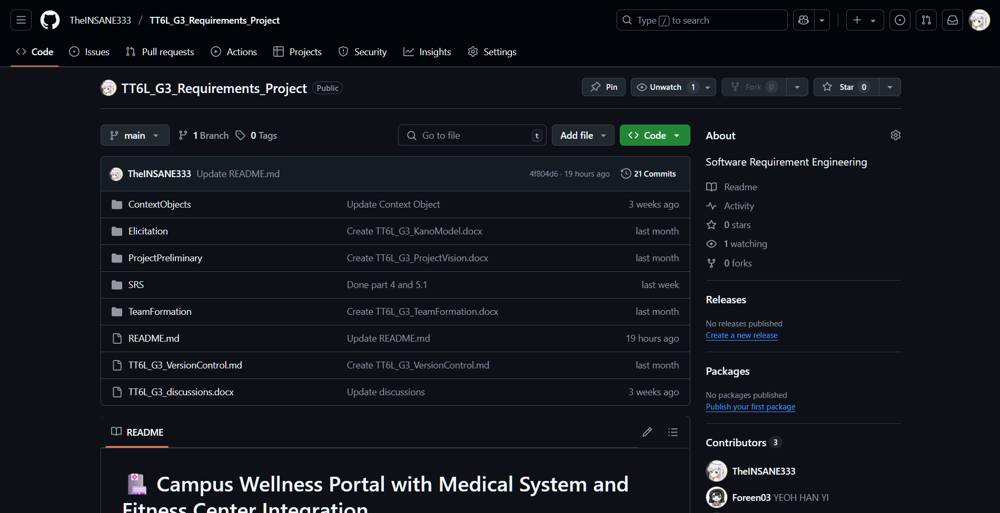 TheINSANE333 / TT6L_G3_Requirements_Project
Type / to search
Code Issues Pull requests Actions Projects Security Insights Settings
TT6L_G3_Requirements_Project Public
Pin Unwatch 1 Fork 0 Star 0
main 1 Branch 0 Tags
Go to file t Add file Code
TheINSANE333 Update README.md 4f804d6 · 19 hours ago 21 Commits
ContextObjects Update Context Object 3 weeks ago
Elicitation Create TT6L_G3_KanoModel.docx last month
ProjectPreliminary Create TT6L_G3_ProjectVision.docx last month
SRS Done part 4 and 5.1 last week
TeamFormation Create TT6L_G3_TeamFormation.docx last month
README.md Update README.md 19 hours ago
TT6L_G3_VersionControl.md Create TT6L_G3_VersionControl.md last month
TT6L_G3_discussions.docx Update discussions 3 weeks ago
README
Campus Wellness Portal with Medical System and
Fitness Center Integration
About
Software Requirement Engineering
Readme
Activity
0 stars
1 watching
0 forks
Releases
No releases published
Create a new release
Packages
No packages published
Publish your first package
Contributors 3
TheINSANE333
Foreen03 YEOH HAN YI